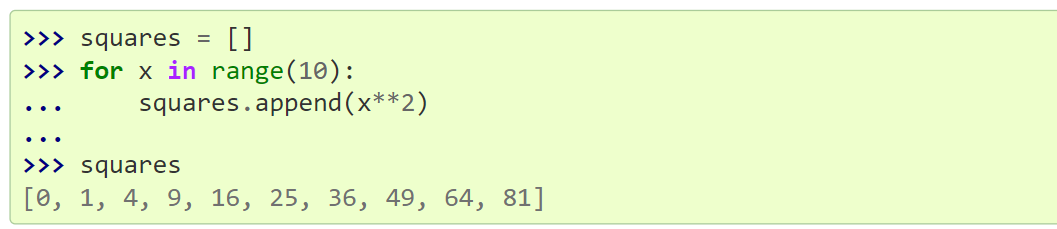 >>> squares = []
>>> for x in range(10):
...     squares.append(x**2)
...
>>> squares
[0, 1, 4, 9, 16, 25, 36, 49, 64, 81]